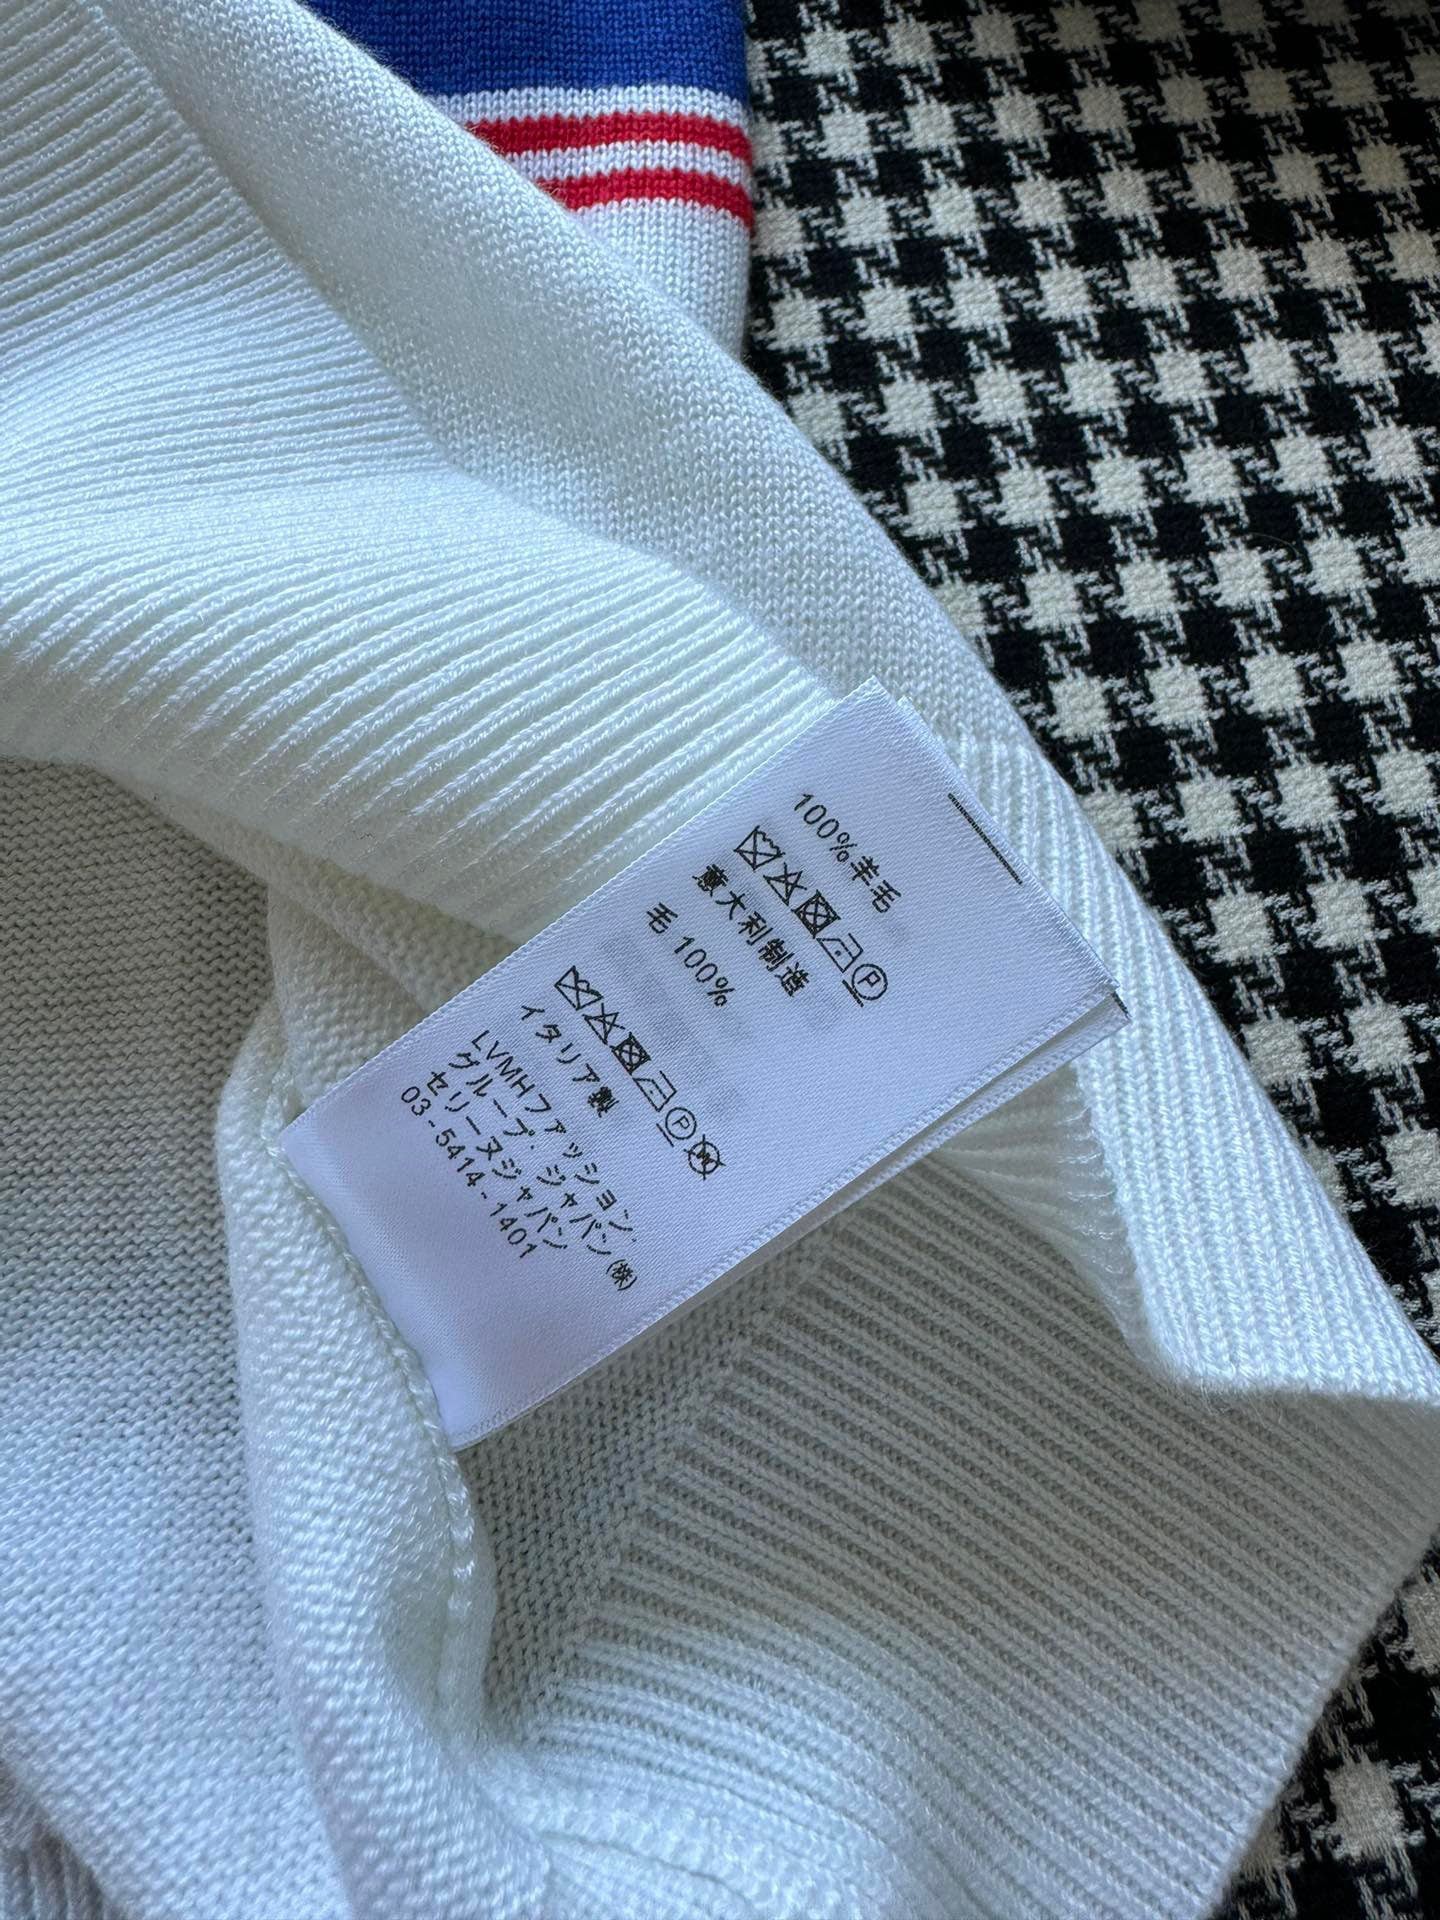 100%羊毛
意大利制造
毛 100%
イタリア製
LVMHファッション.
グループ.ジャパン(株)
セリーヌジャパン
03-5414-1401